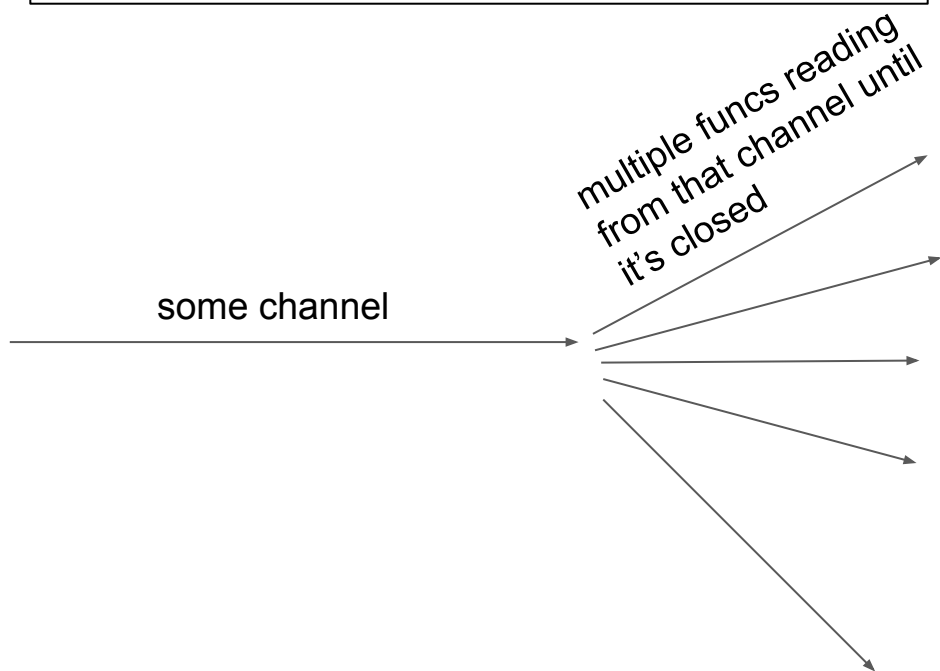 some channel
multiple funcs reading
from that channel until
it's closed